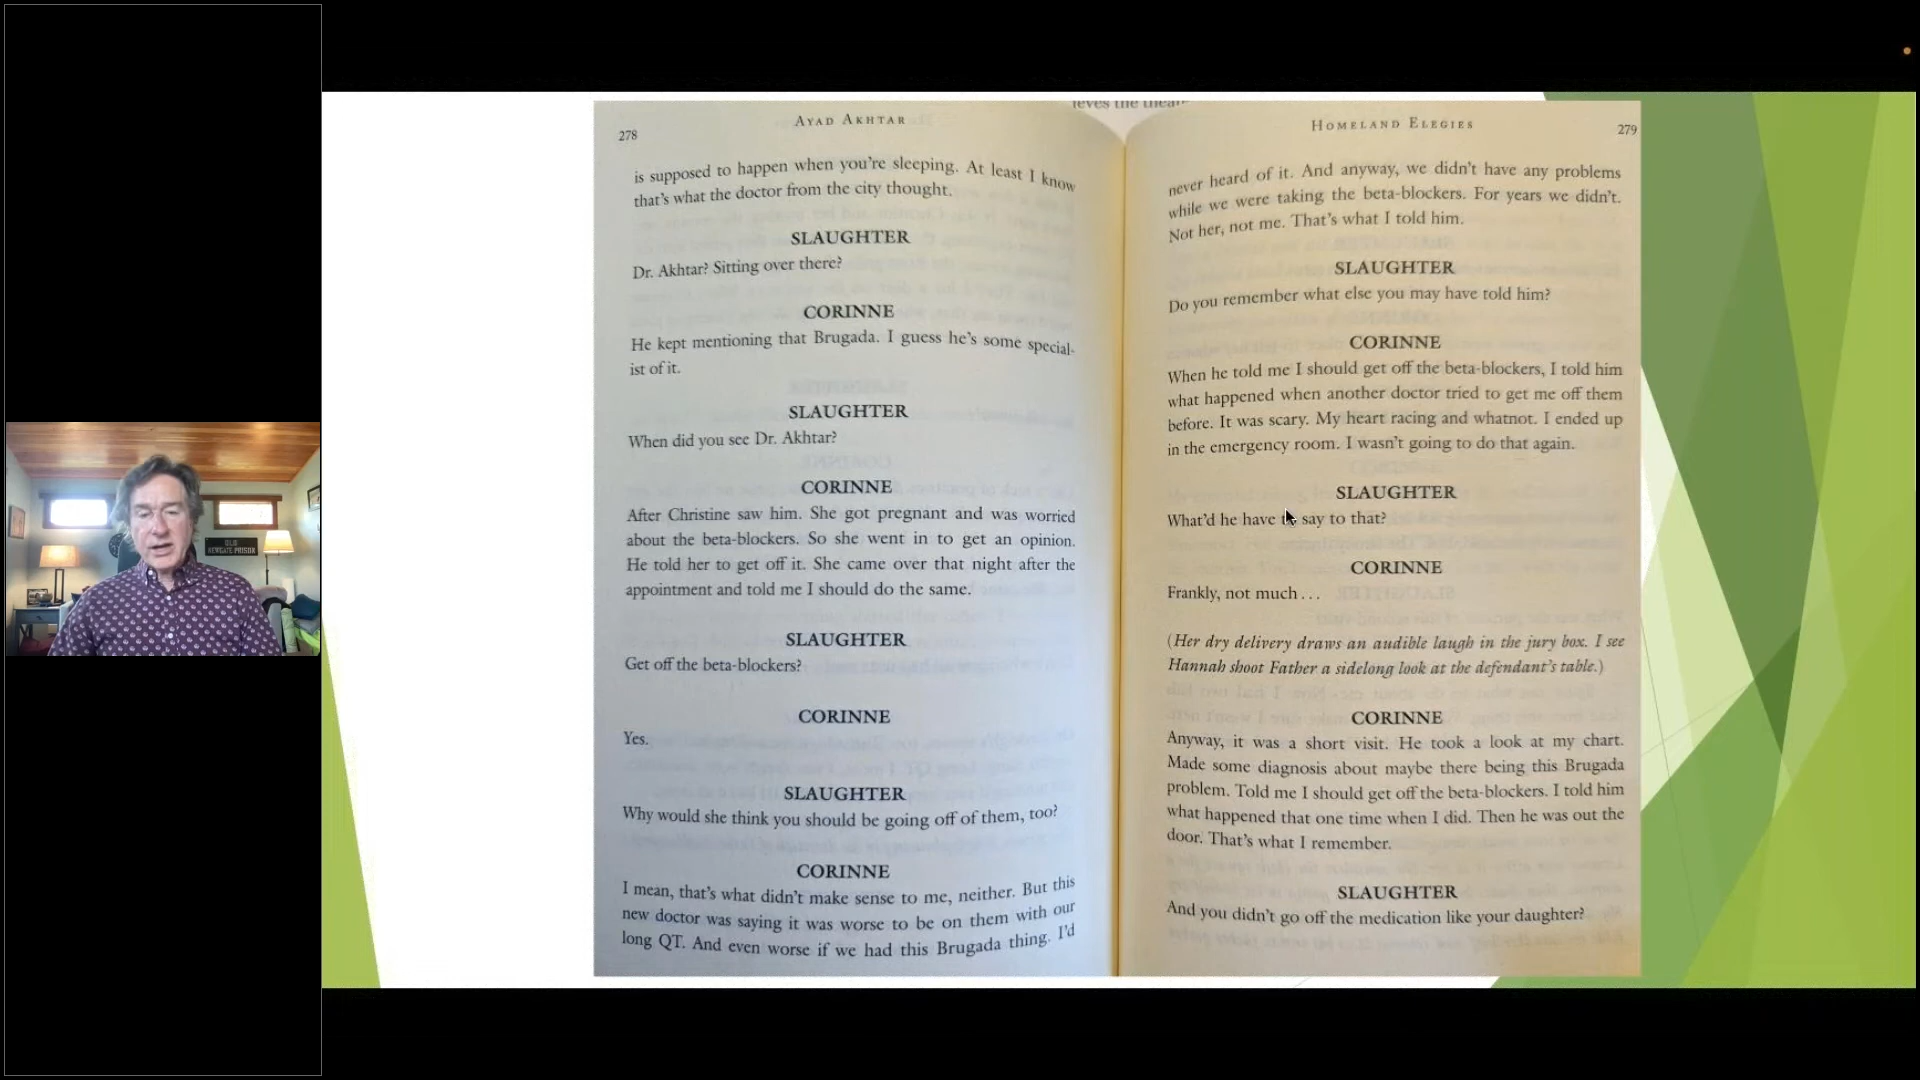 OLD
NEWGATE PRISON
278
AYAD AKHTAR
is supposed to happen when you're sleeping. At least I know
that's what the doctor from the city thought.
SLAUGHTER
Dr. Akhtar? Sitting over there?
CORINNE
He kept mentioning that Brugada. I guess he's some special-
ist of it.
SLAUGHTER
When did you see Dr. Akhtar?
CORINNE
After Christine saw him. She got pregnant and was worried
about the beta-blockers. So she went in to get an opinion.
He told her to get off it. She came over that night after the
appointment and told me I should do the same.
SLAUGHTER
Get off the beta-blockers?
CORINNE
Yes.
SLAUGHTER
Why would she think you should be going off of them, too?
CORINNE
I mean, that's what didn't make sense to me, neither. But this
new doctor was saying it was worse to be on them with our
long QT. And even worse if we had this Brugada thing. I'd
HOMELAND ELEGIES
279
never heard of it. And anyway, we didn't have any problems
while we were taking the beta-blockers. For years we didn't.
Not her, not me. That's what I told him.
SLAUGHTER
Do you remember what else you may have told him?
CORINNE
When he told me I should get off the beta-blockers, I told him
what happened when another doctor tried to get me off them
before. It was scary. My heart racing and whatnot. I ended up
in the emergency room. I wasn't going to do that again.
SLAUGHTER
What'd he have to say to that?
CORINNE
Frankly, not much . . .
(Her dry delivery draws an audible laugh in the jury box. I see
Hannah shoot Father a sidelong look at the defendant's table.)
CORINNE
Anyway, it was a short visit. He took a look at my chart.
Made some diagnosis about maybe there being this Brugada
problem. Told me I should get off the beta-blockers. I told him
what happened that one time when I did. Then he was out the
door. That's what I remember.
SLAUGHTER
And you didn't go off the medication like your daughter?